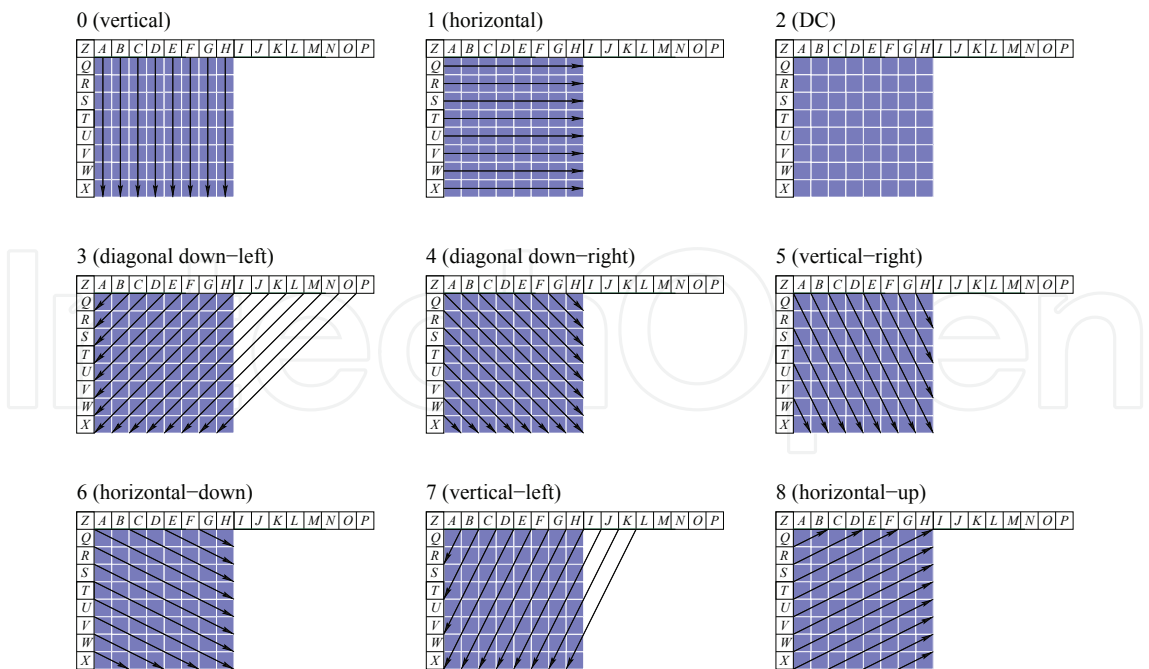 0 (vertical)
1 (horizontal)
2 (DC)
Z A B C D E F G H I J K L M N O P
Z A B C D E F G H I J K L M N O P
Z A B C D E F G H I J K L M N O P
Q Q Q
R R R
S S S
T T T
U U U
V V V
W W W
X X X
3 (diagonal down−left)
4 (diagonal down−right)
5 (vertical−right)
Z A B C D E F G H I J K L M N O P
Z A B C D E F G H I J K L M N O P
Z A B C D E F G H I J K L M N O P
Q Q Q
R R R
S S S
T T T
U U U
V V V
W W W
X X X
IntechOpen
6 (horizontal−down)
7 (vertical−left)
8 (horizontal−up)
Z A B C D E F G H I J K L M N O P
Z A B C D E F G H I J K L M N O P
Z A B C D E F G H I J K L M N O P
Q Q Q
R R R
S S S
T T T
U U U
V V V
W W W
X X X